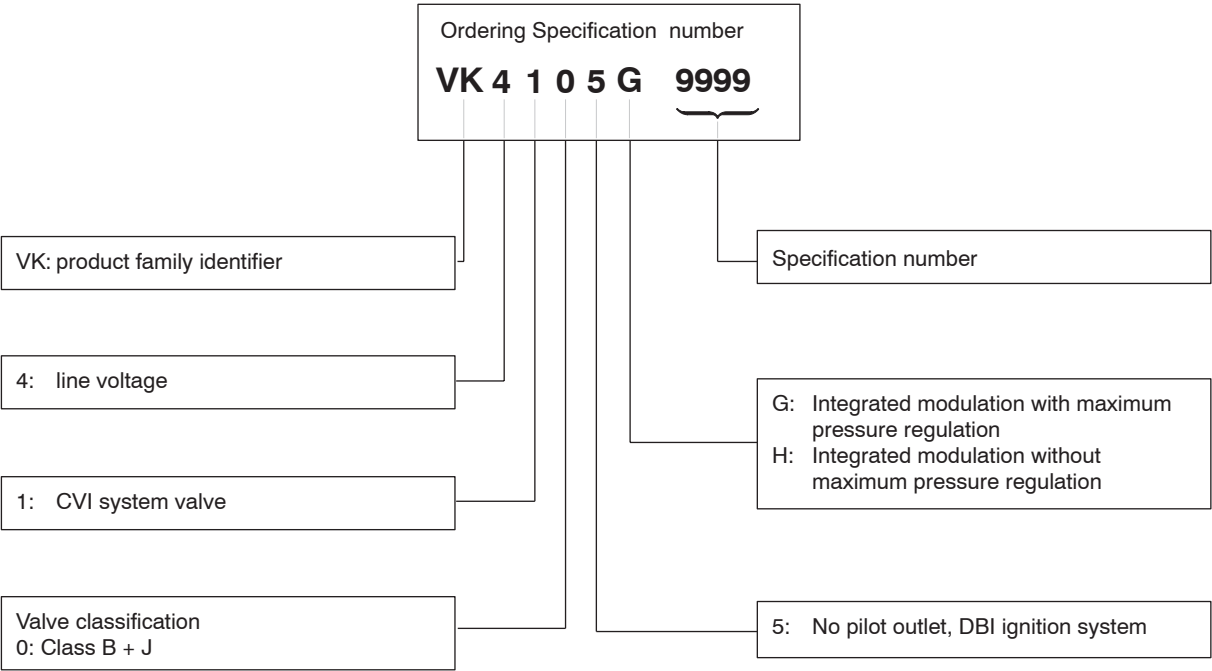 Ordering Specification number
VK 4 1 0 5 G 9999
VK: product family identifier
Specification number
4: line voltage
G: Integrated modulation with maximum
pressure regulation
H: Integrated modulation without
maximum pressure regulation
1: CVI system valve
Valve classification
0: Class B + J
5: No pilot outlet, DBI ignition system